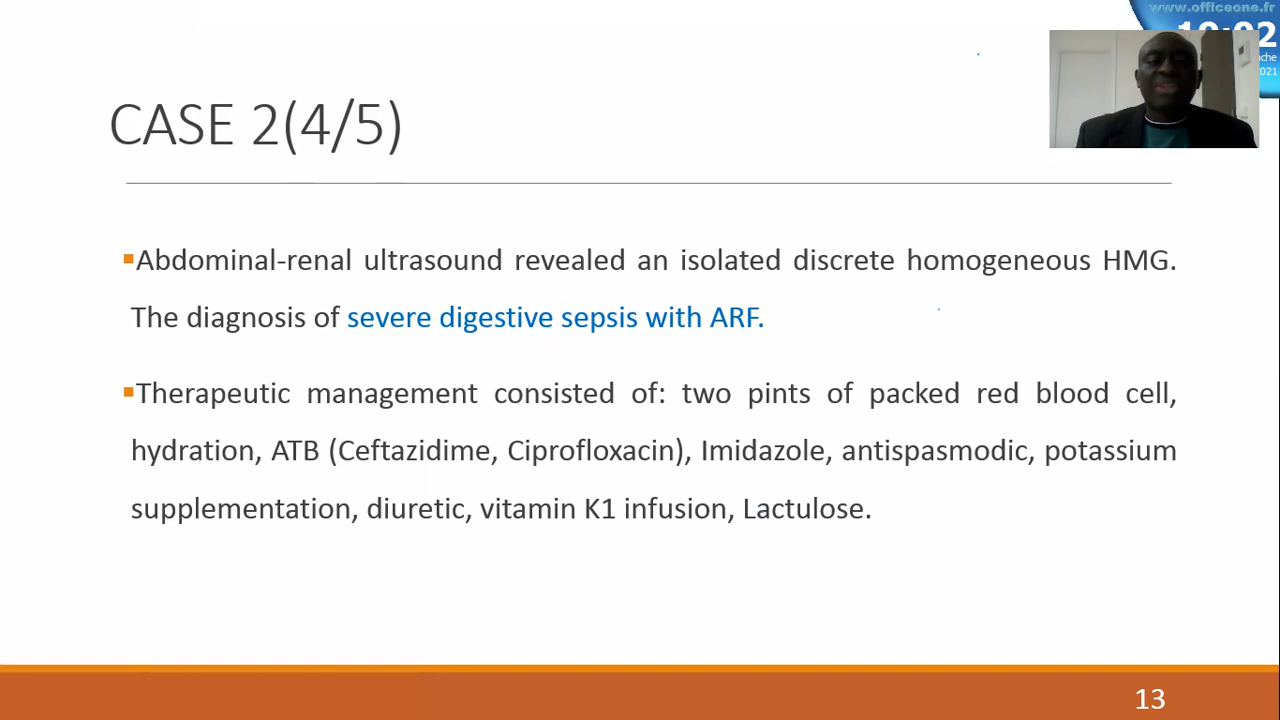 www.officeone.fr
CASE 2(4/5)
▪Abdominal-renal ultrasound revealed an isolated discrete homogeneous HMG.
The diagnosis of severe digestive sepsis with ARF.
▪Therapeutic management consisted of: two pints of packed red blood cell,
hydration, ATB (Ceftazidime, Ciprofloxacin), Imidazole, antispasmodic, potassium
supplementation, diuretic, vitamin K1 infusion, Lactulose.
13